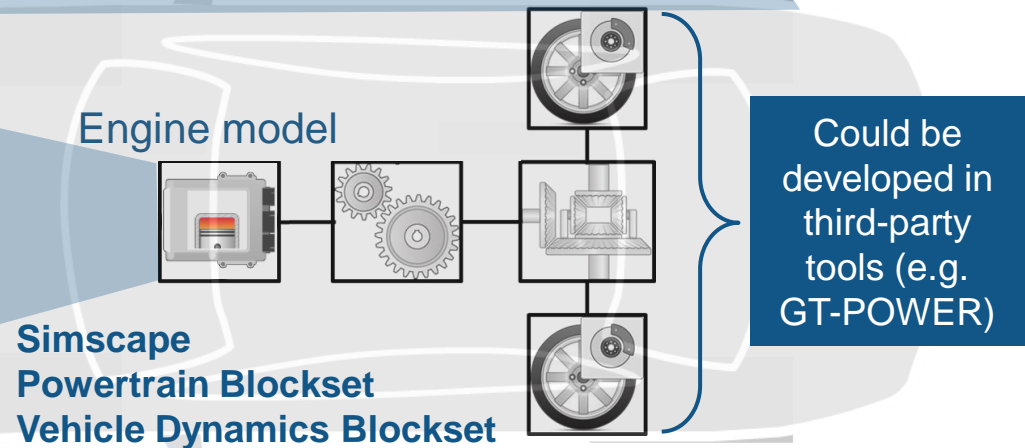 Engine model
Could be
developed in
third-party
tools (e.g.
GT-POWER)
Simscape
Powertrain Blockset
Vehicle Dynamics Blockset